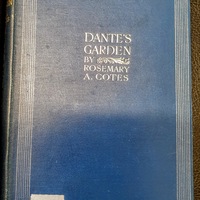 DANTE'S
GARDEN
BY
ROSEMARY
A. COTES